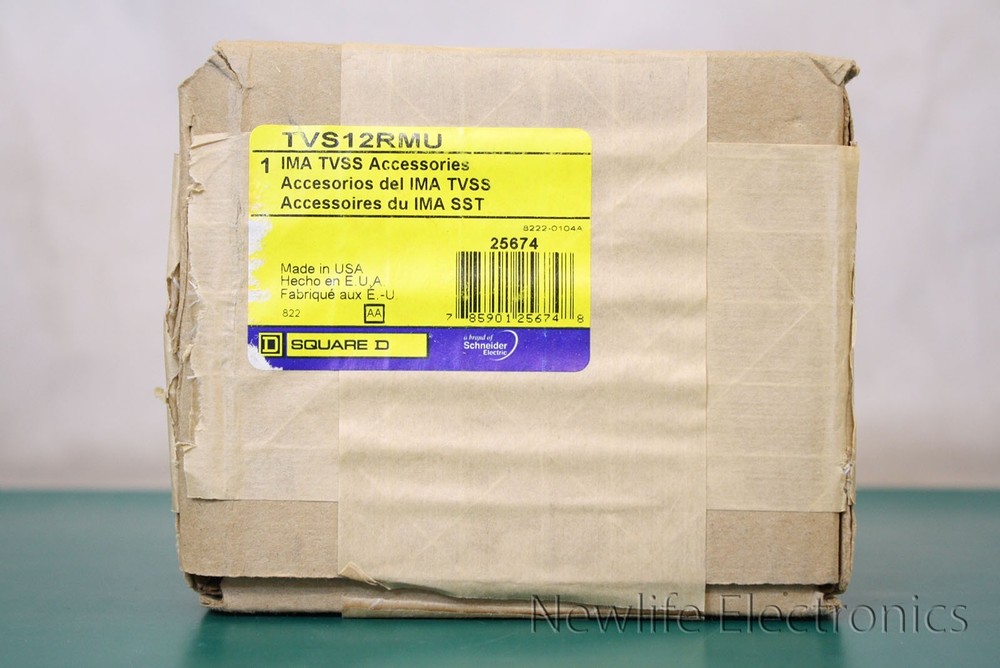 TVS12RMU
1 IMA TVSS Accessories
Accesorios del IMA TVSS
Accessoires du IMA SST
8222-0104A
25674
Made in USA
Hecho en E.U.A.
Fabriqué aux É.-U.
822
AA
7 85901 25674 8
D SQUARE D
a brand of
Schneider
Electric
Newlife Electronics